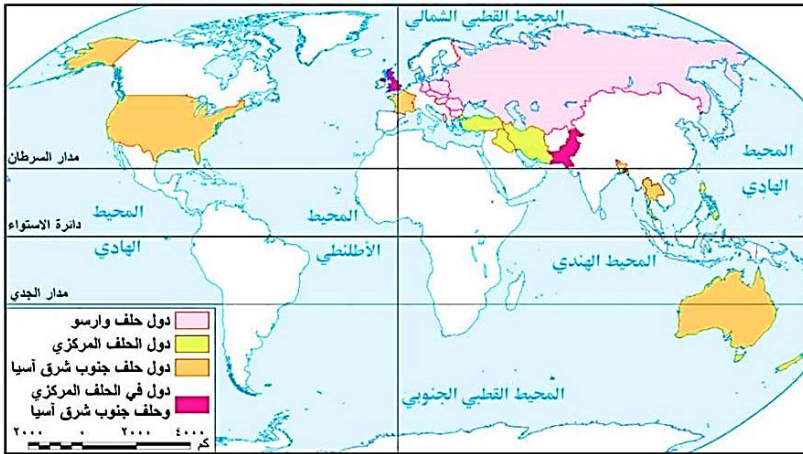 المحيط القطبي الشمالي
المحيط
الهادي
مدار السرطان
دائرة الاستواء
المحيط
الهادي
المحيط
الأطلنطي
المحيط الهندي
مدار الجدي
المحيط القطبي الجنوبي
دول حلف وارسو
دول الحلف المركزي
دول حلف جنوب شرق آسيا
دول في الحلف المركزي
وحلف جنوب شرق آسيا
٢٠٠٠ ٠ ٢٠٠٠ ٤٠٠٠
كم